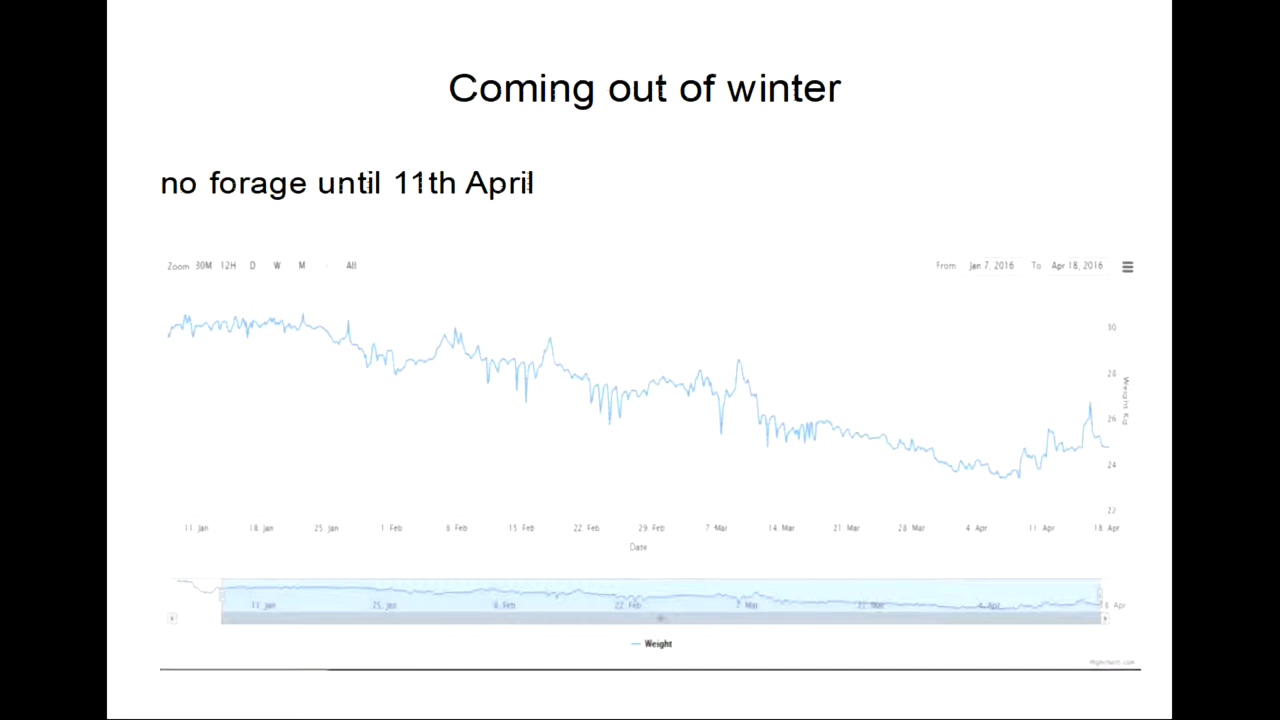 Coming out of winter
no forage until 11th April
Zoom 30M 12H D W M All From Jan 7, 2016 To Apr 18, 2016
30
28
26
24
22
Weight Kg
11. Jan 18. Jan 25. Jan 1. Feb 8. Feb 15. Feb 22. Feb 29. Feb 7. Mar 14. Mar 21. Mar 28. Mar 4. Apr 11. Apr 18. Apr
Date
11. Jan 25. Jan 8. Feb 22. Feb 7. Mar 21. Mar 4. Apr 8. Apr
Weight